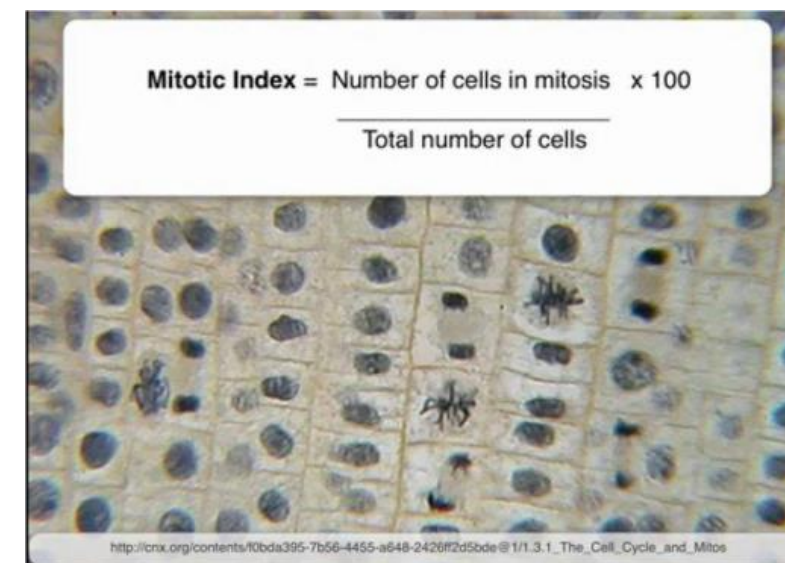 Mitotic Index = Number of cells in mitosis x 100
Total number of cells
http://cnx.org/contents/f0bda395-7b56-4455-a648-2426ff2d5bde@1/1.3.1_The_Cell_Cycle_and_Mitos